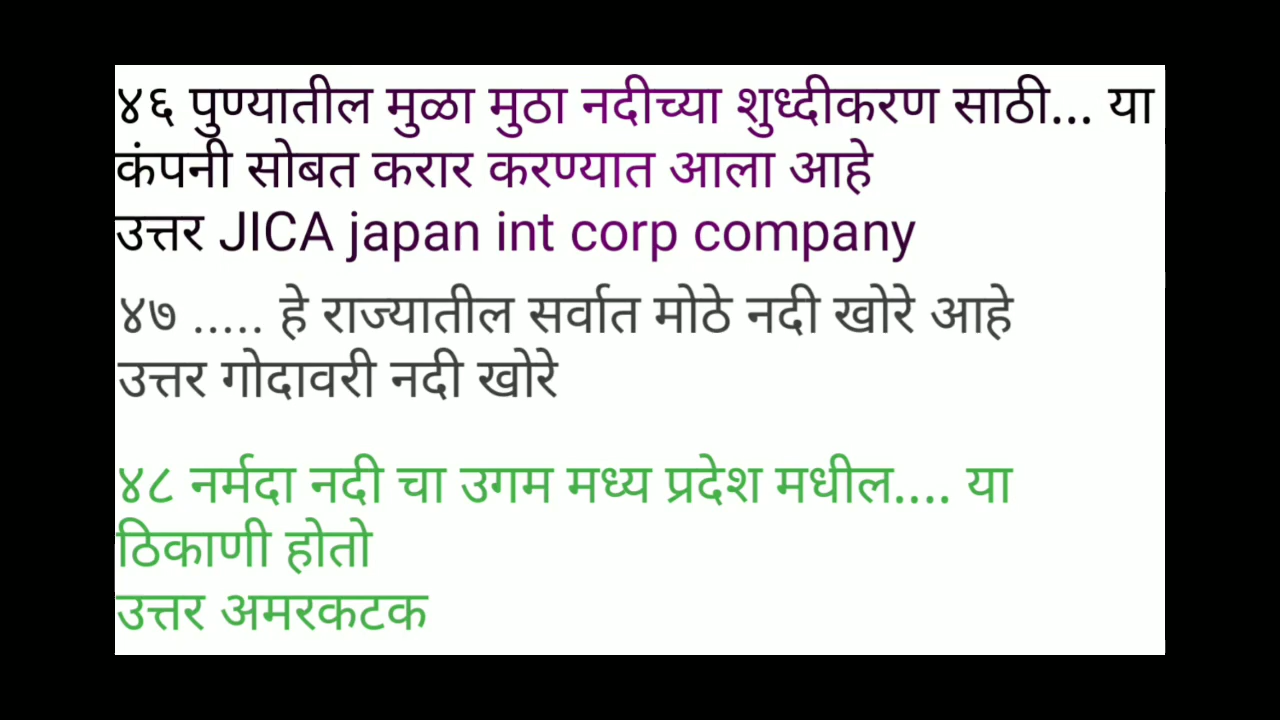 ४६ पुण्यातील मुळा मुठा नदीच्या शुध्दीकरण साठी... या
कंपनी सोबत करार करण्यात आला आहे
उत्तर JICA japan int corp company
४७ ..... हे राज्यातील सर्वात मोठे नदी खोरे आहे
उत्तर गोदावरी नदी खोरे
४८ नर्मदा नदी चा उगम मध्य प्रदेश मधील.... या
ठिकाणी होतो
उत्तर अमरकटक